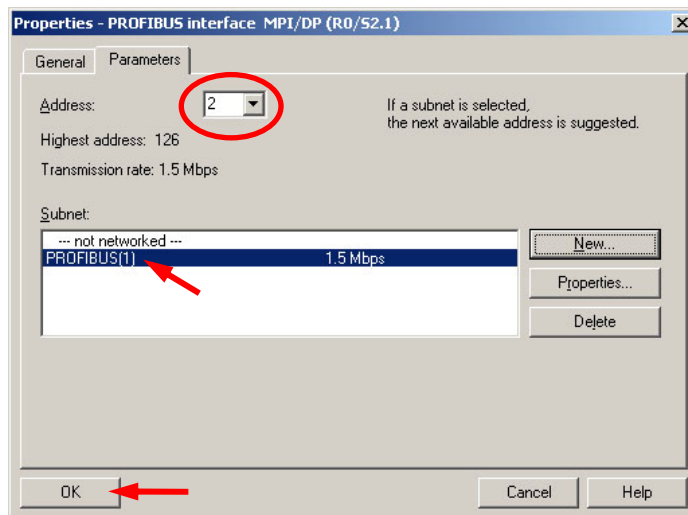 Properties - PROFIBUS interface MPI/DP (R0/S2.1)
General Parameters
Address: 2
If a subnet is selected,
the next available address is suggested.
Highest address: 126
Transmission rate: 1.5 Mbps
Subnet:
--- not networked ---
PROFIBUS(1) 1.5 Mbps
New...
Properties...
Delete
OK Cancel Help